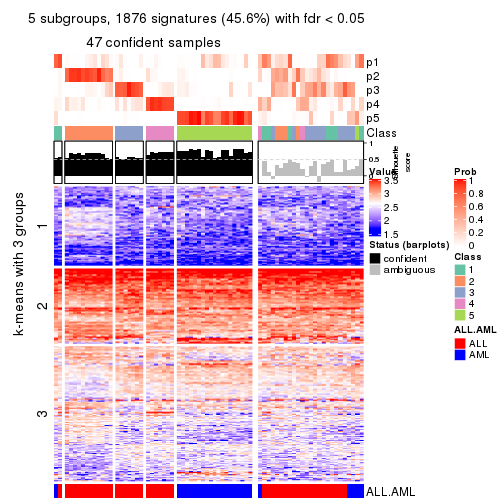 5 subgroups, 1876 signatures (45.6%) with fdr < 0.05
47 confident samples
p1
p2
p3
p4
p5
Class
1
0.5
0
silhouette
score
k-means with 3 groups
1
2
3
ALL.AML
Value
3.5
3
2.5
2
1.5
Status (barplots)
confident
ambiguous
Prob
1
0.8
0.6
0.4
0.2
0
Class
1
2
3
4
5
ALL.AML
ALL
AML